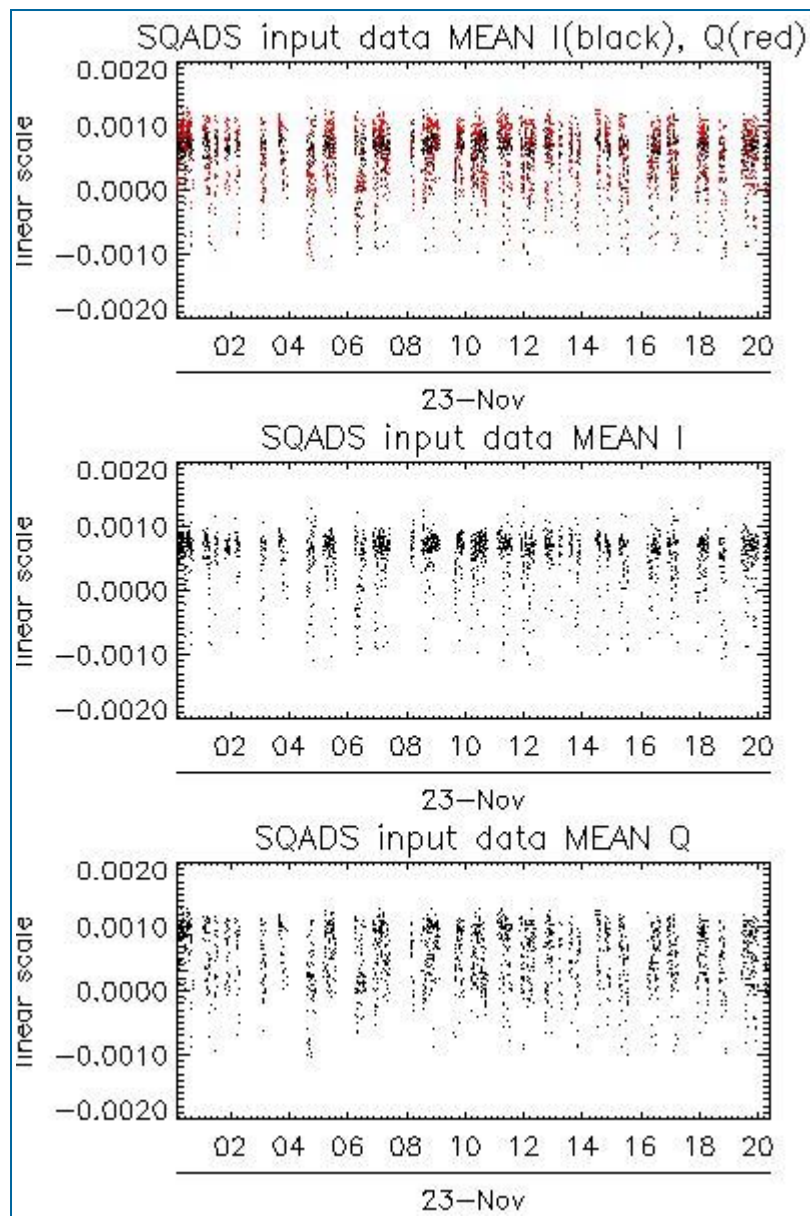 SQADS input data MEAN I(black), Q(red)
linear scale
0.0020
0.0010
0.0000
−0.0010
−0.0020
02 04 06 08 10 12 14 16 18 20
23-Nov
SQADS input data MEAN I
linear scale
0.0020
0.0010
0.0000
−0.0010
−0.0020
02 04 06 08 10 12 14 16 18 20
23-Nov
SQADS input data MEAN Q
linear scale
0.0020
0.0010
0.0000
−0.0010
−0.0020
02 04 06 08 10 12 14 16 18 20
23-Nov